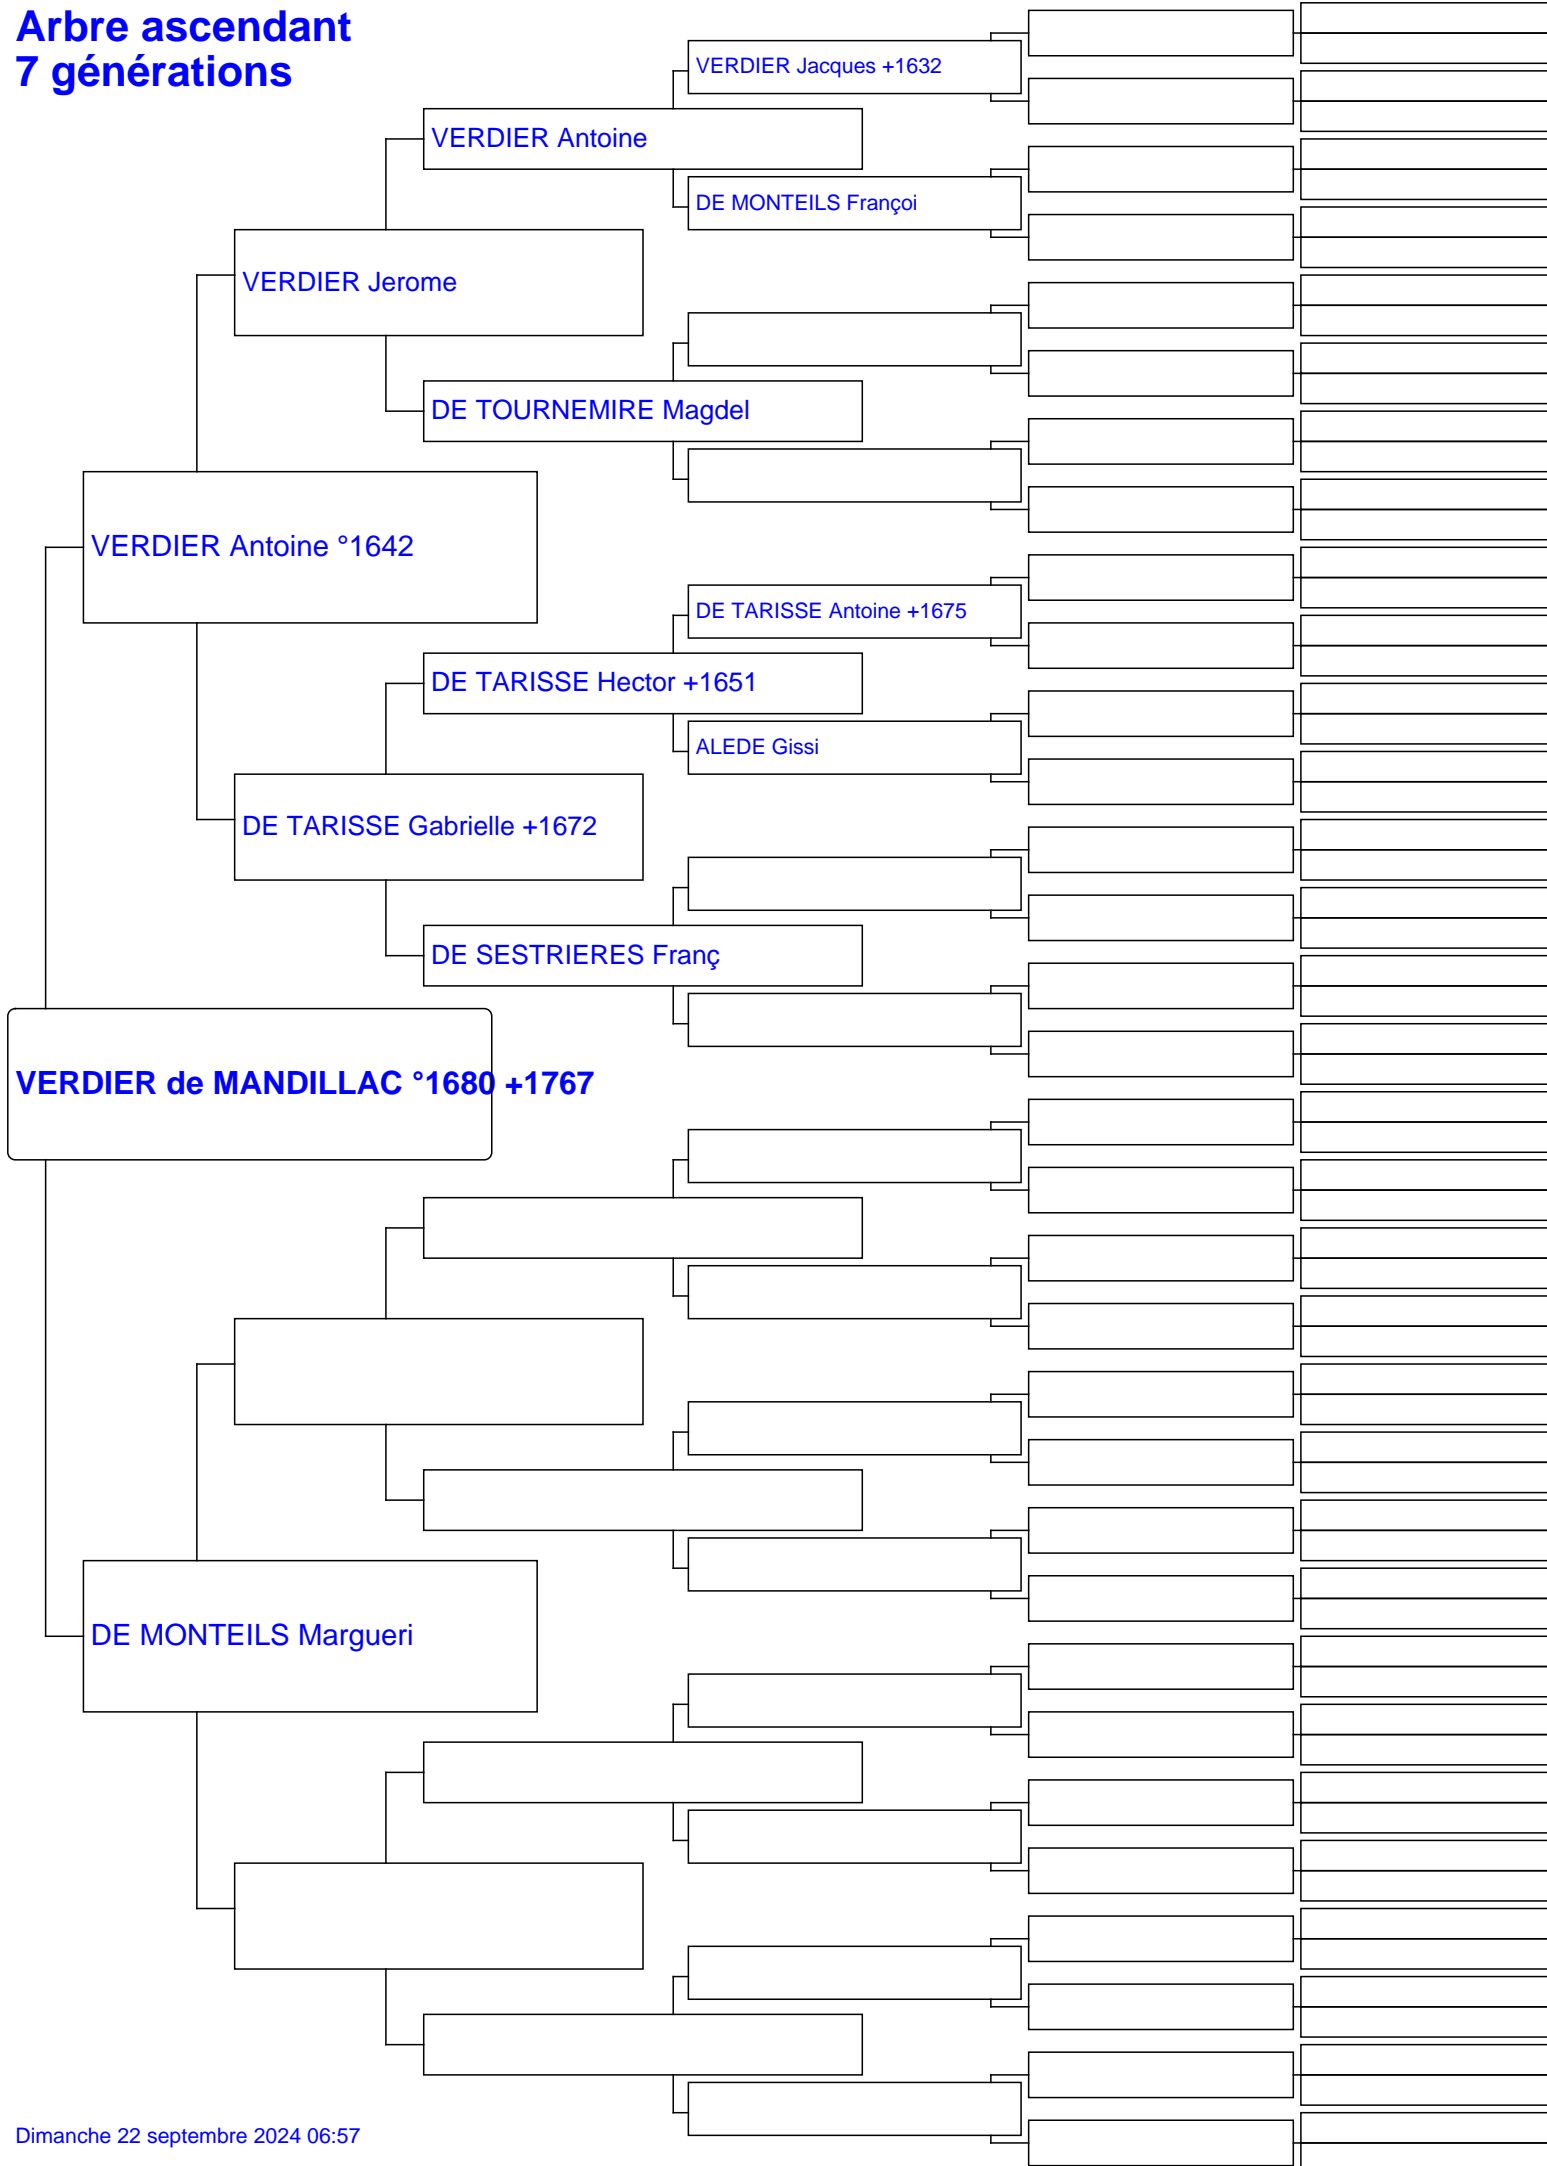 Arbre ascendant
7 générations
VERDIER Jacques +1632
VERDIER Antoine
DE MONTEILS Françoi
VERDIER Jerome
DE TOURNEMIRE Magdel
VERDIER Antoine °1642
DE TARISSE Antoine +1675
DE TARISSE Hector +1651
ALEDE Gissi
DE TARISSE Gabrielle +1672
DE SESTRIERES Franç
VERDIER de MANDILLAC °1680 +1767
DE MONTEILS Margueri
Dimanche 22 septembre 2024 06:57